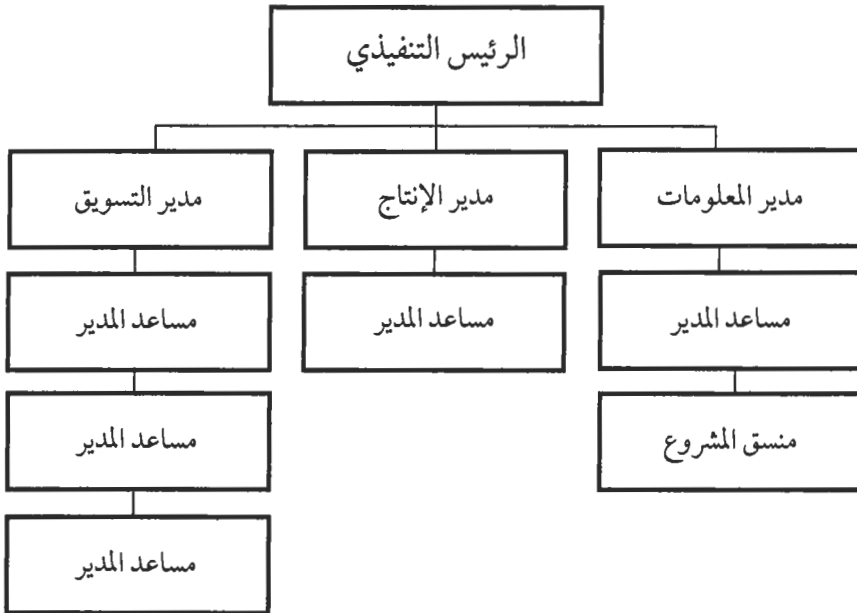 الرئيس التنفيذي
مدير المعلومات
مدير الإنتاج
مدير التسويق
مساعد المدير
مساعد المدير
مساعد المدير
منسق المشروع
مساعد المدير
مساعد المدير